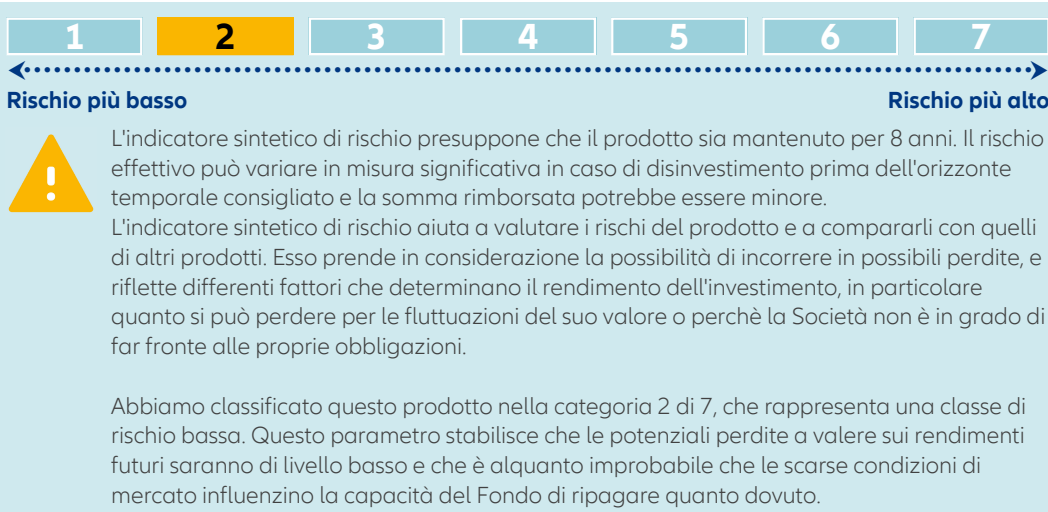 1 2 3 4 5 6 7
Rischio più basso Rischio più alto
L'indicatore sintetico di rischio presuppone che il prodotto sia mantenuto per 8 anni. Il rischio
effettivo può variare in misura significativa in caso di disinvestimento prima dell'orizzonte
temporale consigliato e la somma rimborsata potrebbe essere minore.
L'indicatore sintetico di rischio aiuta a valutare i rischi del prodotto e a compararli con quelli
di altri prodotti. Esso prende in considerazione la possibilità di incorrere in possibili perdite, e
riflette differenti fattori che determinano il rendimento dell'investimento, in particolare
quanto si può perdere per le fluttuazioni del suo valore o perchè la Società non è in grado di
far fronte alle proprie obbligazioni.
Abbiamo classificato questo prodotto nella categoria 2 di 7, che rappresenta una classe di
rischio bassa. Questo parametro stabilisce che le potenziali perdite a valere sui rendimenti
futuri saranno di livello basso e che è alquanto improbabile che le scarse condizioni di
mercato influenzino la capacità del Fondo di ripagare quanto dovuto.